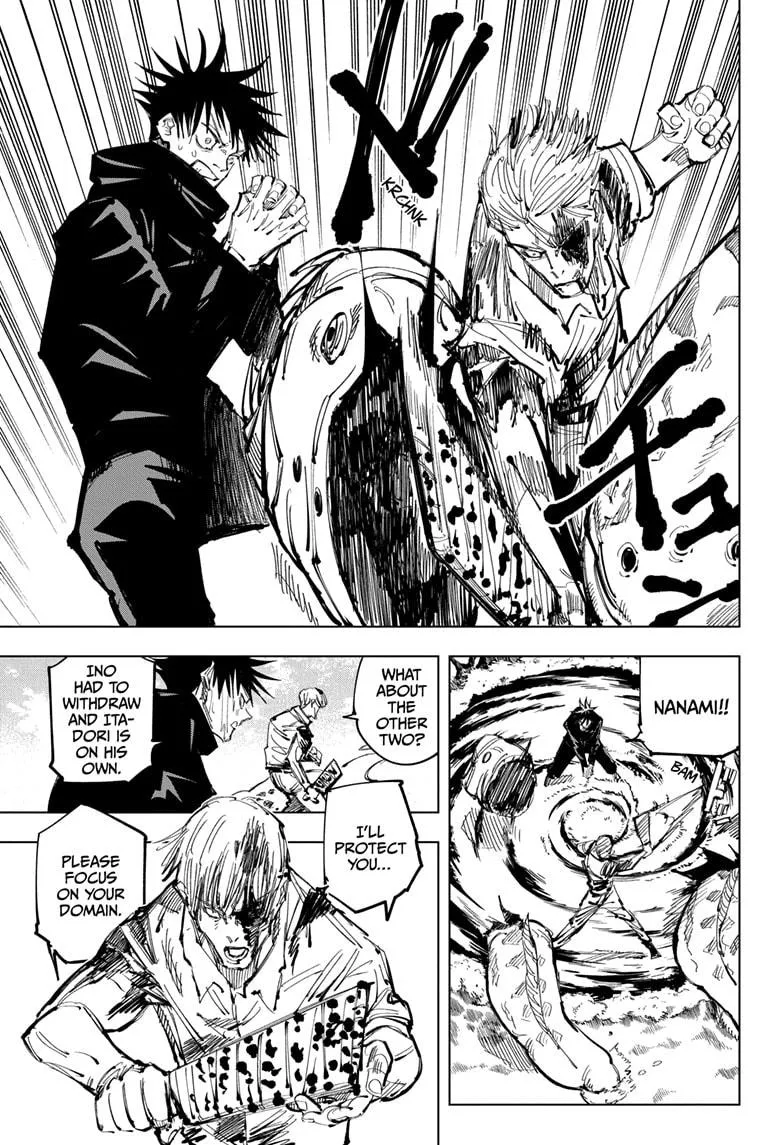 KRCHNK
NANAMI!!
BAM
WHAT
ABOUT
THE
OTHER
TWO?
INO
HAD TO
WITHDRAW
AND ITA-
DORI IS
ON HIS
OWN.
I'LL
PROTECT
YOU...
PLEASE
FOCUS
ON YOUR
DOMAIN.